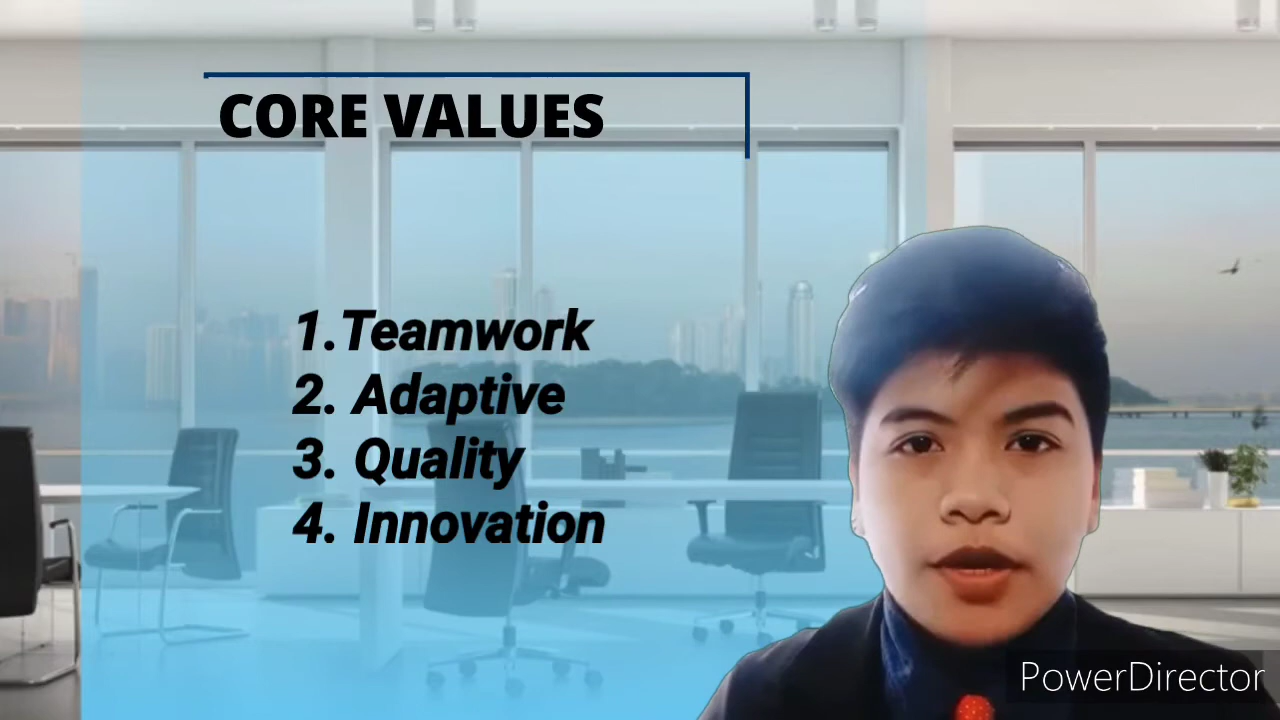 CORE VALUES
1.Teamwork
2. Adaptive
3. Quality
4. Innovation
PowerDirector